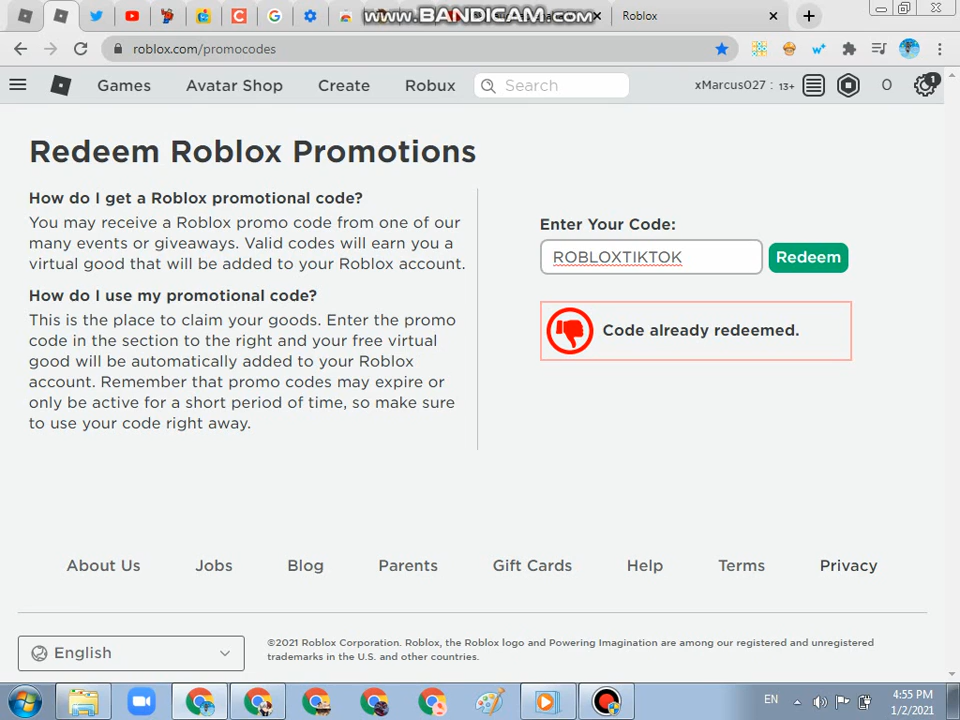 www.BANDICAM.com
Roblox
roblox.com/promocodes
Games Avatar Shop Create Robux Search xMarcus027 : 13+ 0 1
Redeem Roblox Promotions
How do I get a Roblox promotional code?
You may receive a Roblox promo code from one of our
many events or giveaways. Valid codes will earn you a
virtual good that will be added to your Roblox account.
How do I use my promotional code?
This is the place to claim your goods. Enter the promo
code in the section to the right and your free virtual
good will be automatically added to your Roblox
account. Remember that promo codes may expire or
only be active for a short period of time, so make sure
to use your code right away.
Enter Your Code:
ROBLOXTIKTOK Redeem
Code already redeemed.
About Us Jobs Blog Parents Gift Cards Help Terms Privacy
English
©2021 Roblox Corporation. Roblox, the Roblox logo and Powering Imagination are among our registered and unregistered
trademarks in the U.S. and other countries.
EN
4:55 PM
1/2/2021